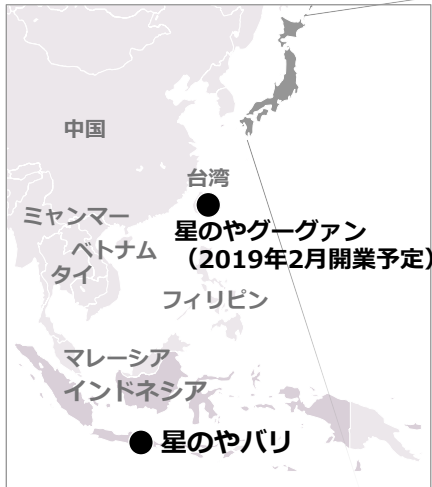 中国
台湾
ミャンマー
星のやグーグァン
ベトナム
（2019年2月開業予定）
タイ
フィリピン
マレーシア
インドネシア
星のやバリ